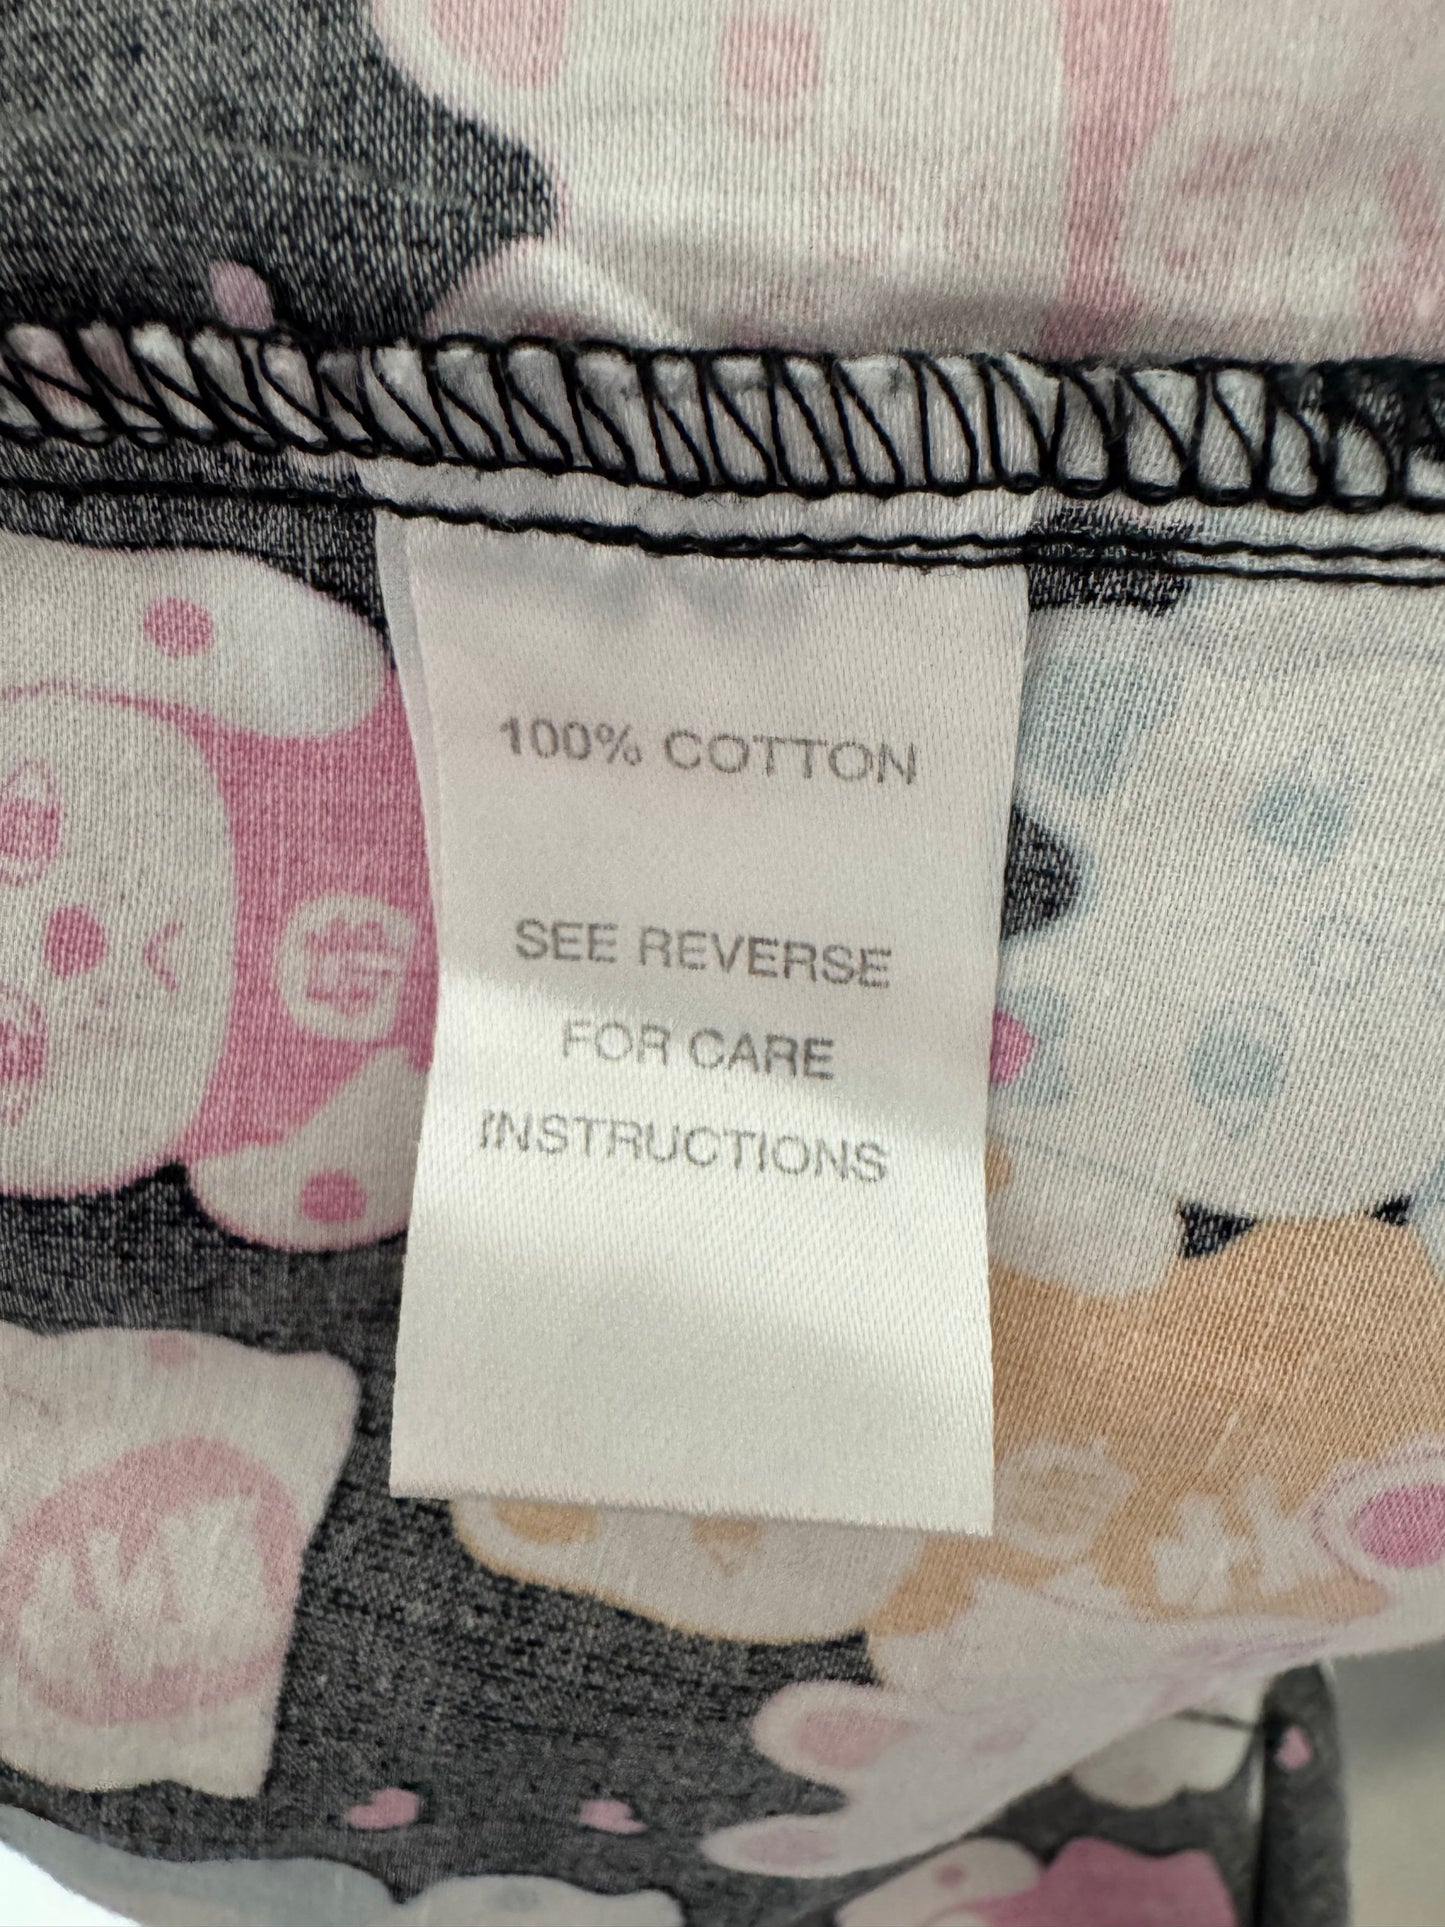 100% COTTON
SEE REVERSE
FOR CARE
INSTRUCTIONS